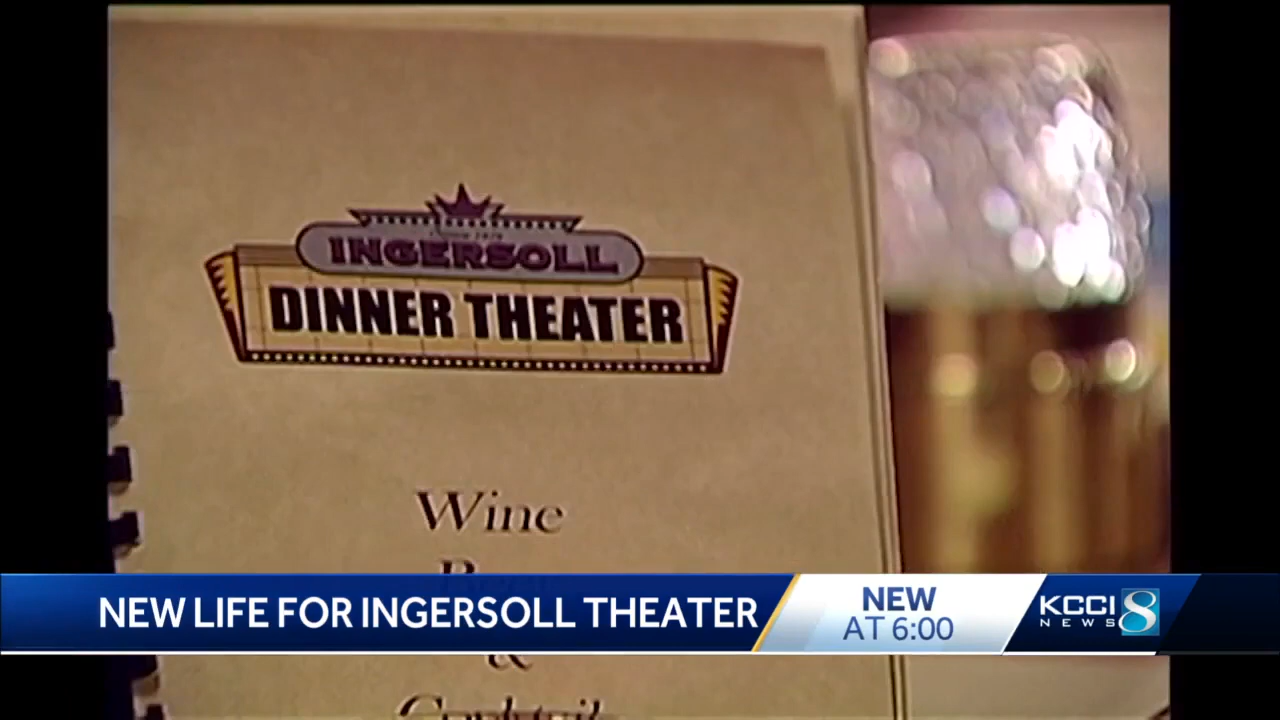 INGERSOLL
DINNER THEATER
Wine
&
NEW LIFE FOR INGERSOLL THEATER
NEW
AT 6:00
KCCI 8
NEWS